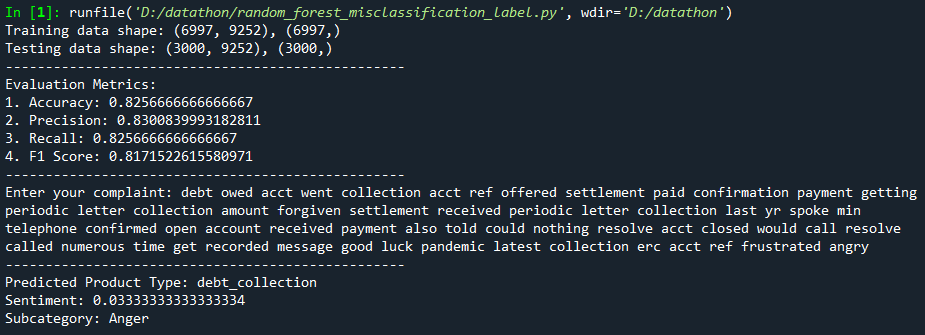 In [1]: runfile('D:/datathon/random_forest_misclassification_label.py', wdir='D:/datathon')
Training data shape: (6997, 9252), (6997,)
Testing data shape: (3000, 9252), (3000,)
--------------------------------------------------
Evaluation Metrics:
1. Accuracy: 0.8256666666666667
2. Precision: 0.8300839993182811
3. Recall: 0.8256666666666667
4. F1 Score: 0.8171522615580971
--------------------------------------------------
Enter your complaint: debt owed acct went collection acct ref offered settlement paid confirmation payment getting
periodic letter collection amount forgiven settlement received periodic letter collection last yr spoke min
telephone confirmed open account received payment also told could nothing resolve acct closed would call resolve
called numerous time get recorded message good luck pandemic latest collection erc acct ref frustrated angry
--------------------------------------------------
Predicted Product Type: debt_collection
Sentiment: 0.03333333333333334
Subcategory: Anger